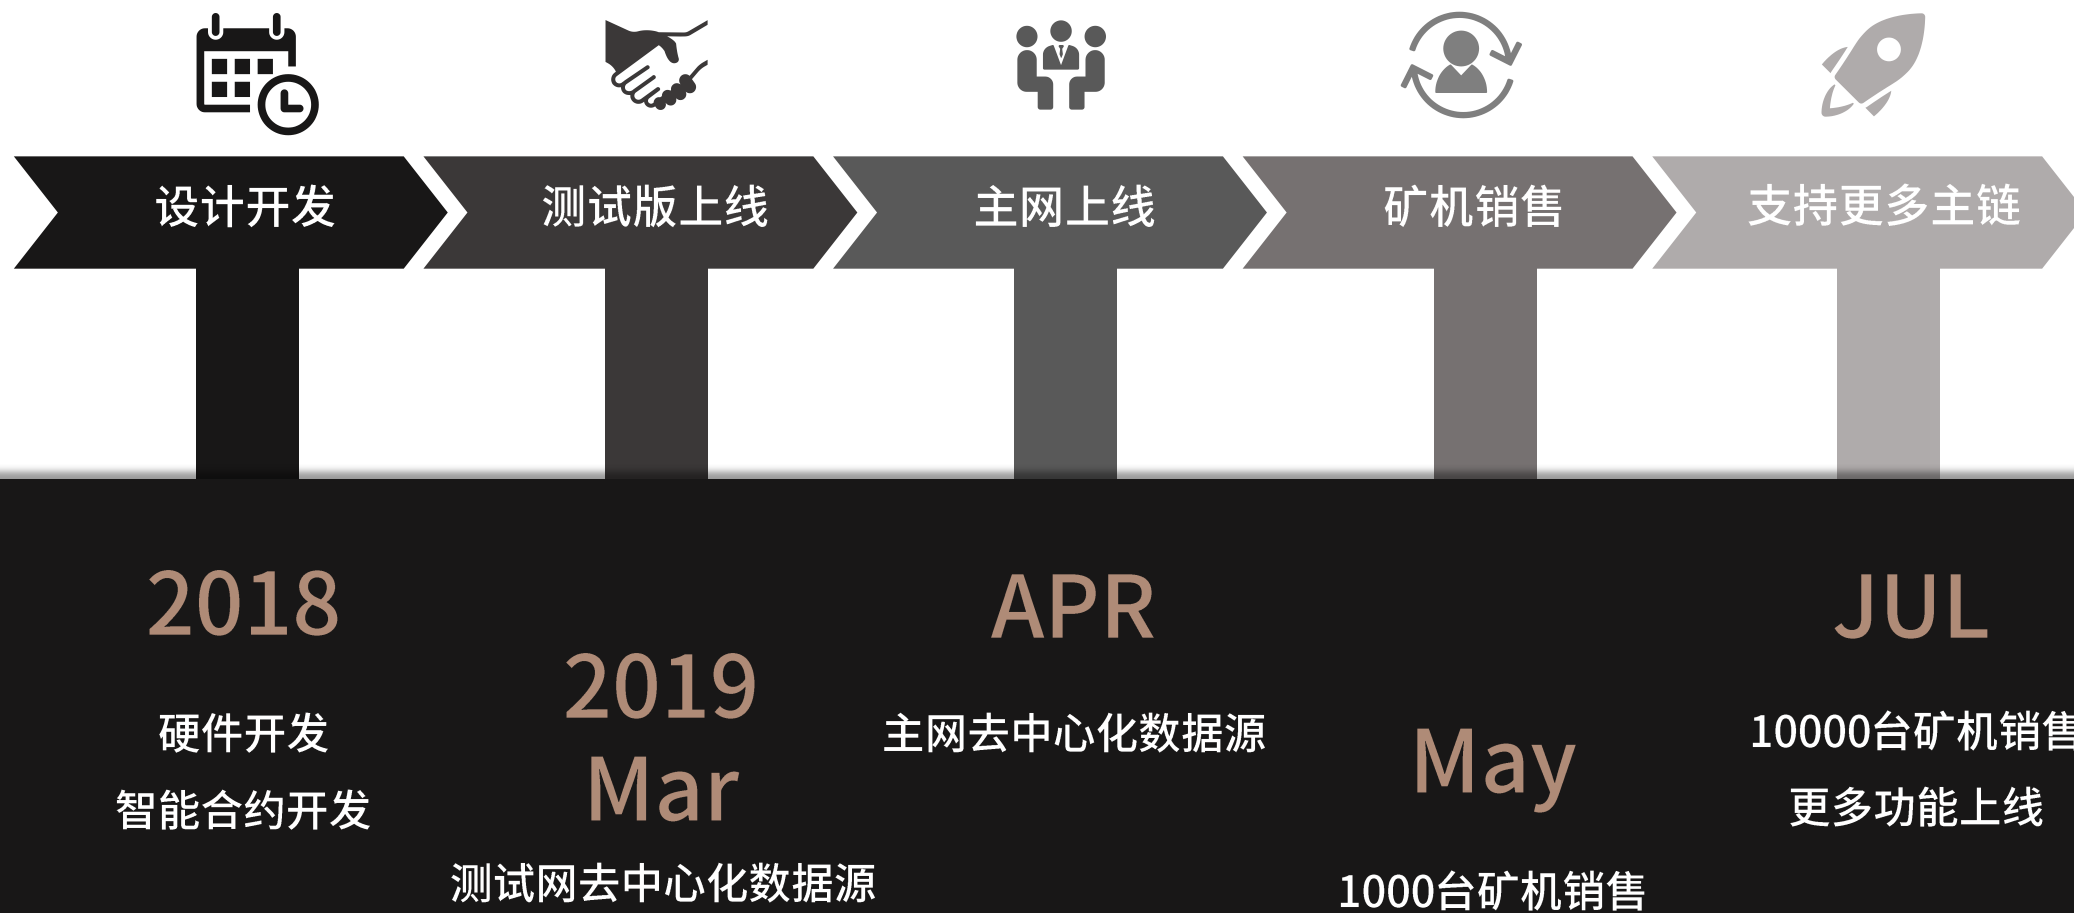 设计开发
测试版上线
主网上线
矿机销售
支持更多主链
2018
硬件开发
智能合约开发
2019
Mar
测试网去中心化数据源
APR
主网去中心化数据源
May
1000台矿机销售
JUL
10000台矿机销售
更多功能上线